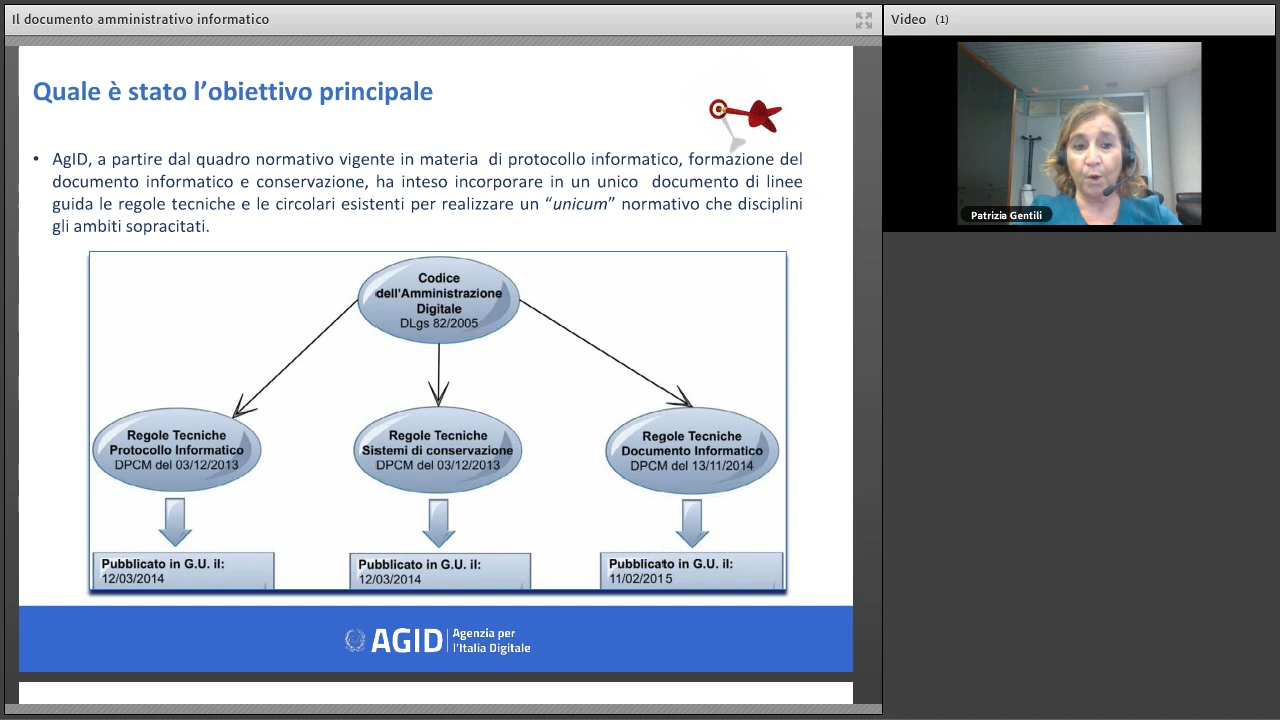 Il documento amministrativo informatico
Video (1)
Quale è stato l’obiettivo principale
• AgID, a partire dal quadro normativo vigente in materia di protocollo informatico, formazione del
documento informatico e conservazione, ha inteso incorporare in un unico documento di linee
guida le regole tecniche e le circolari esistenti per realizzare un “unicum” normativo che disciplini
gli ambiti sopracitati.
Codice
dell'Amministrazione
Digitale
DLgs 82/2005
Regole Tecniche
Protocollo Informatico
DPCM del 03/12/2013
Regole Tecniche
Sistemi di conservazione
DPCM del 03/12/2013
Regole Tecniche
Documento Informatico
DPCM del 13/11/2014
Pubblicato in G.U. il:
12/03/2014
Pubblicato in G.U. il:
12/03/2014
Pubblicato in G.U. il:
11/02/2015
AGID
Agenzia per
l’Italia Digitale
Patrizia Gentili